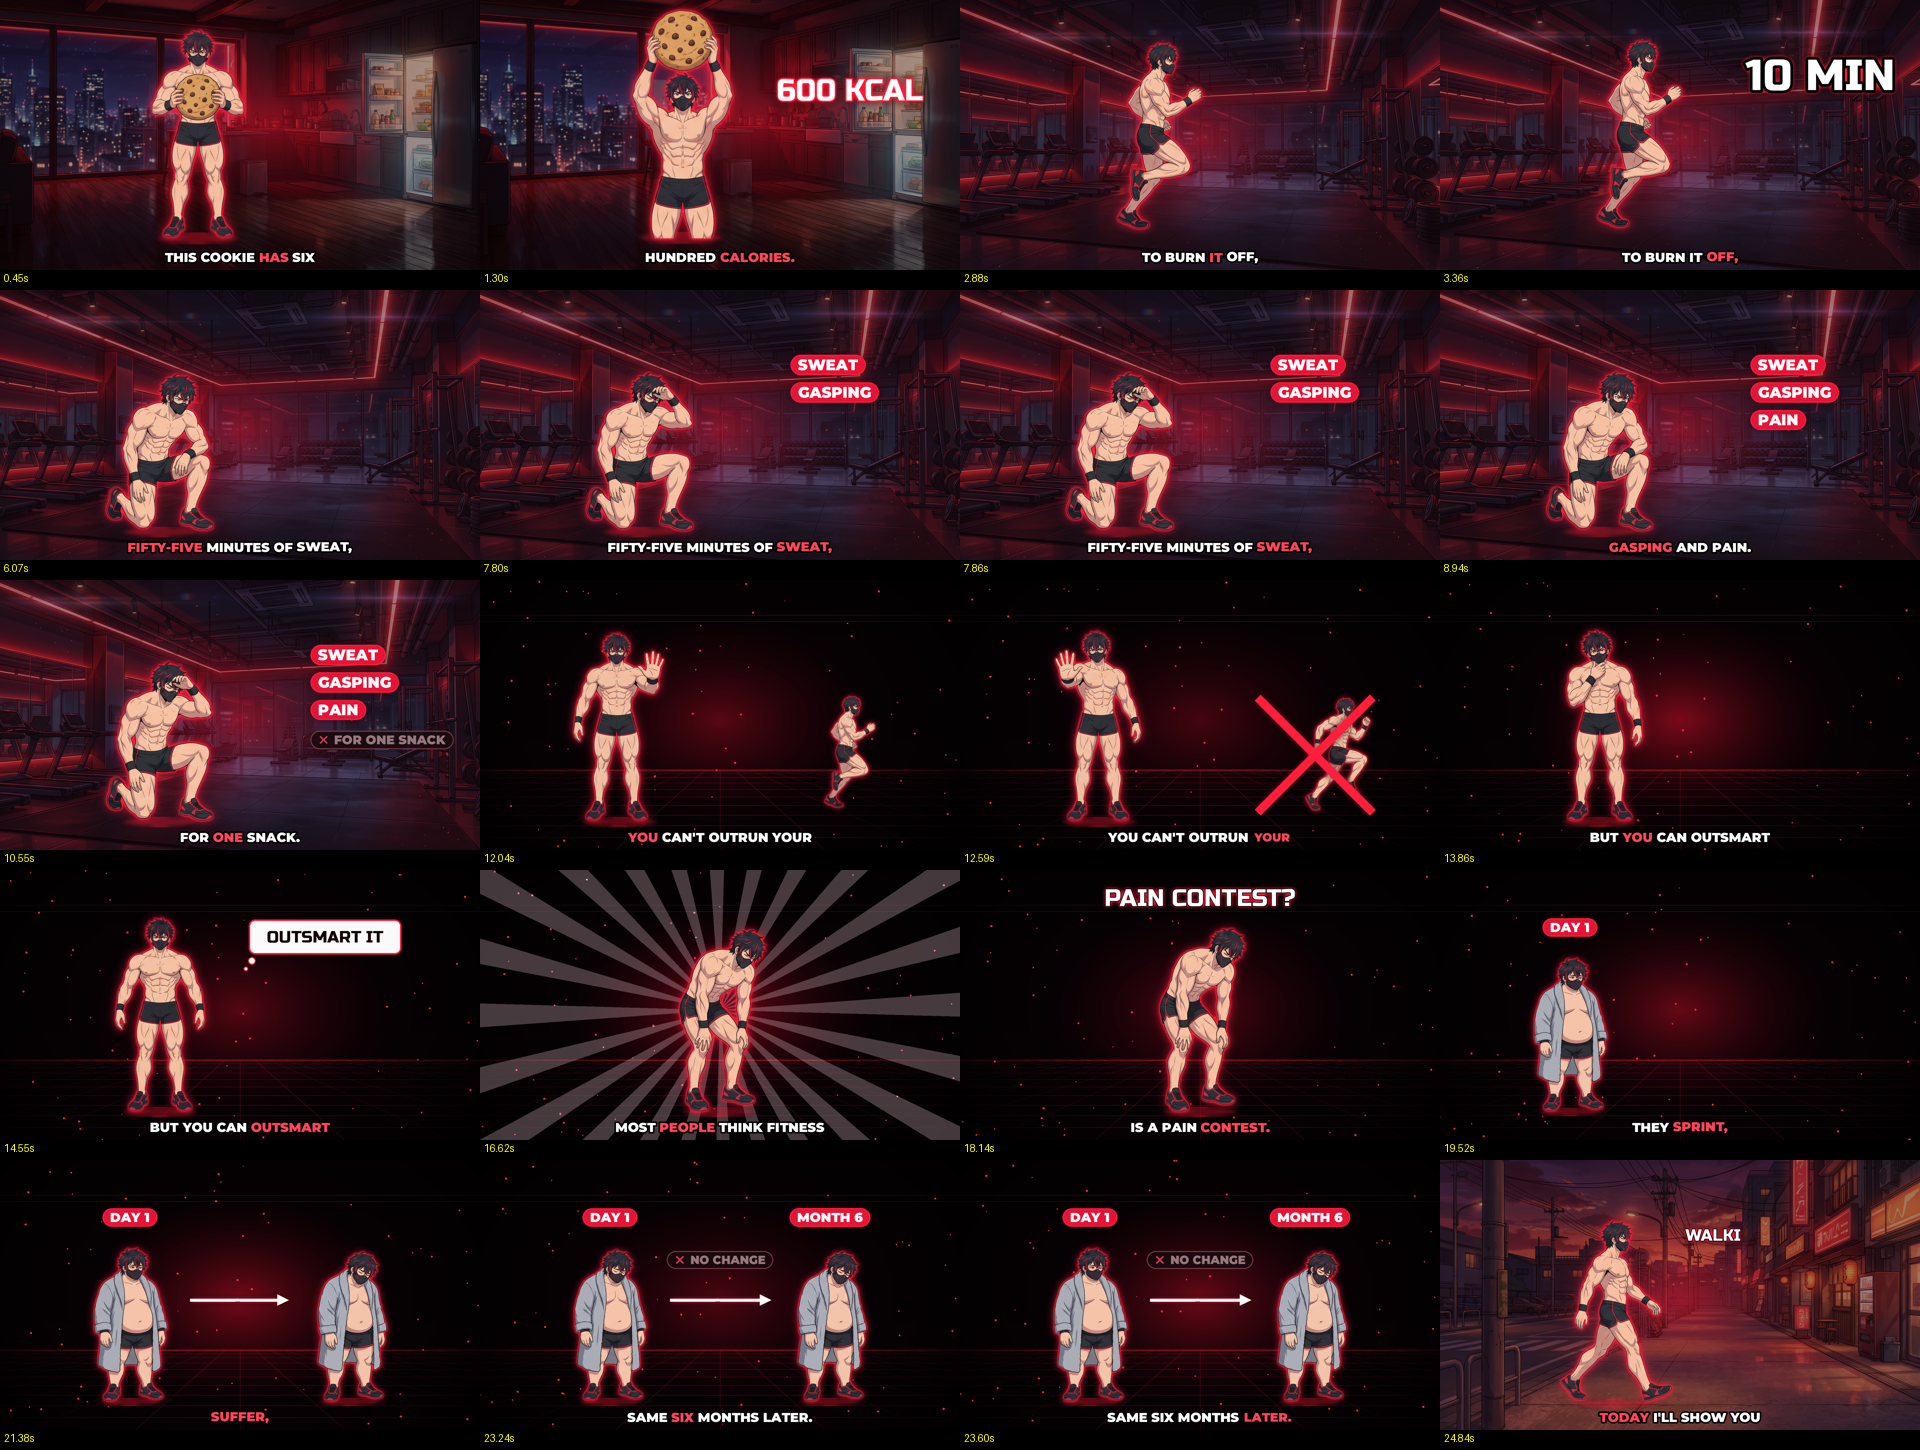 THIS COOKIE HAS SIX
0.45s
600 KCAL
HUNDRED CALORIES.
1.30s
TO BURN IT OFF,
2.88s
10 MIN
TO BURN IT OFF,
3.36s
FIFTY-FIVE MINUTES OF SWEAT,
6.07s
SWEAT
GASPING
FIFTY-FIVE MINUTES OF SWEAT,
7.80s
SWEAT
GASPING
FIFTY-FIVE MINUTES OF SWEAT,
7.86s
SWEAT
GASPING
PAIN
GASPING AND PAIN.
8.94s
SWEAT
GASPING
PAIN
× FOR ONE SNACK
FOR ONE SNACK.
10.55s
YOU CAN'T OUTRUN YOUR
12.04s
YOU CAN'T OUTRUN YOUR
12.59s
BUT YOU CAN OUTSMART
13.86s
OUTSMART IT
BUT YOU CAN OUTSMART
14.55s
MOST PEOPLE THINK FITNESS
16.62s
PAIN CONTEST?
IS A PAIN CONTEST.
18.14s
DAY 1
THEY SPRINT,
19.52s
DAY 1
SUFFER,
21.38s
DAY 1
MONTH 6
× NO CHANGE
SAME SIX MONTHS LATER.
23.24s
DAY 1
MONTH 6
× NO CHANGE
SAME SIX MONTHS LATER.
23.60s
WALKI
TODAY I'LL SHOW YOU
24.84s